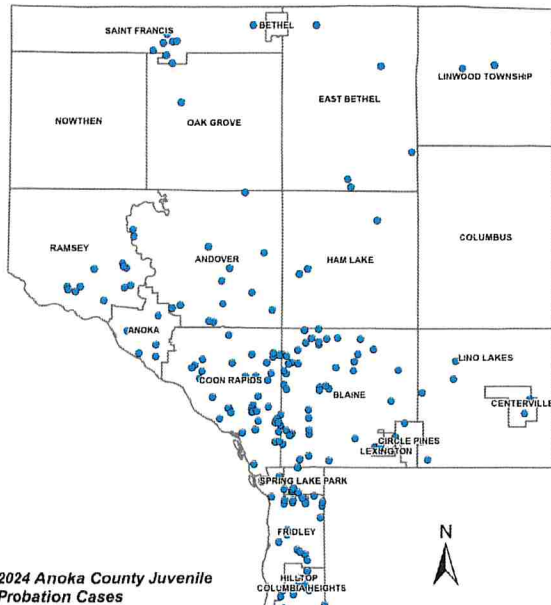 SAINT FRANCIS
BETHEL
LINWOOD TOWNSHIP
EAST BETHEL
NOWTHEN
OAK GROVE
COLUMBUS
RAMSEY
ANDOVER
HAM LAKE
ANOKA
LINO LAKES
COON RAPIDS
BLAINE
CENTERVILLE
CIRCLE PINES
LEXINGTON
SPRING LAKE PARK
N
FRIDLEY
2024 Anoka County Juvenile
Probation Cases
HILLTOP
COLUMBIA HEIGHTS